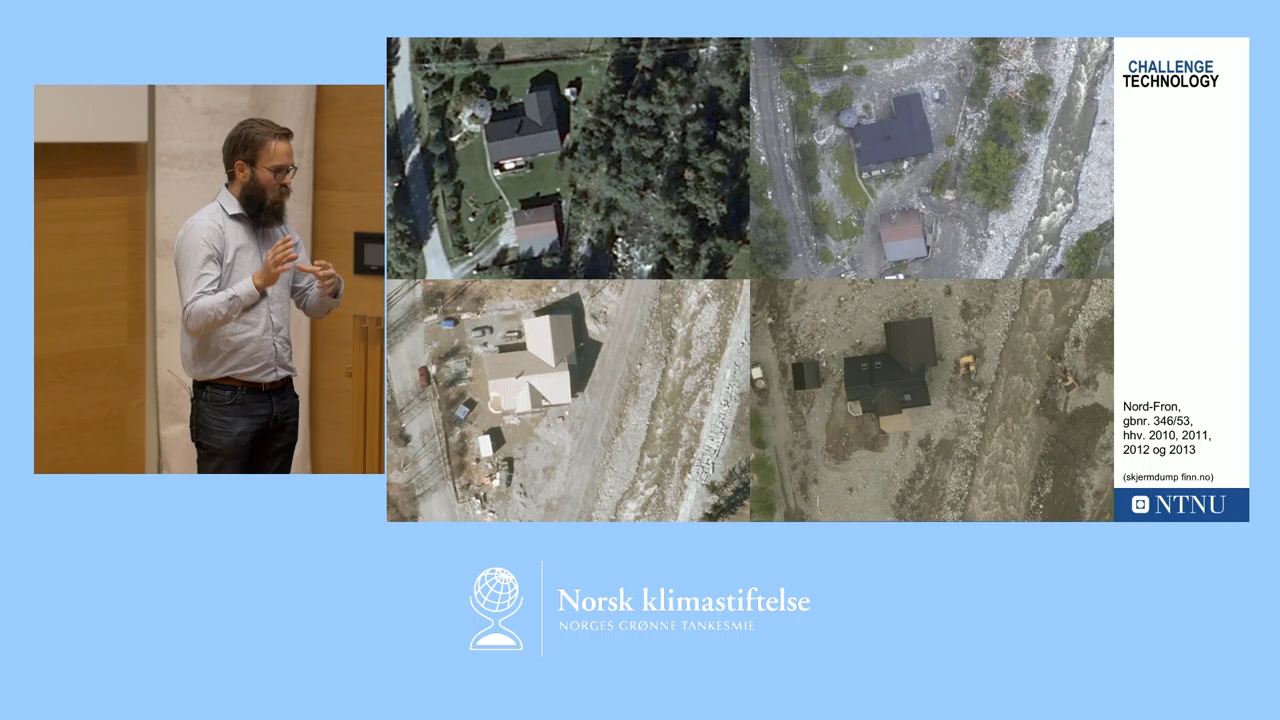 CHALLENGE
TECHNOLOGY
Nord-Fron,
gbnr. 346/53,
hhv. 2010, 2011,
2012 og 2013
(skjermdump finn.no)
NTNU
Norsk klimastiftelse
NORGES GRØNNE TANKESMIE